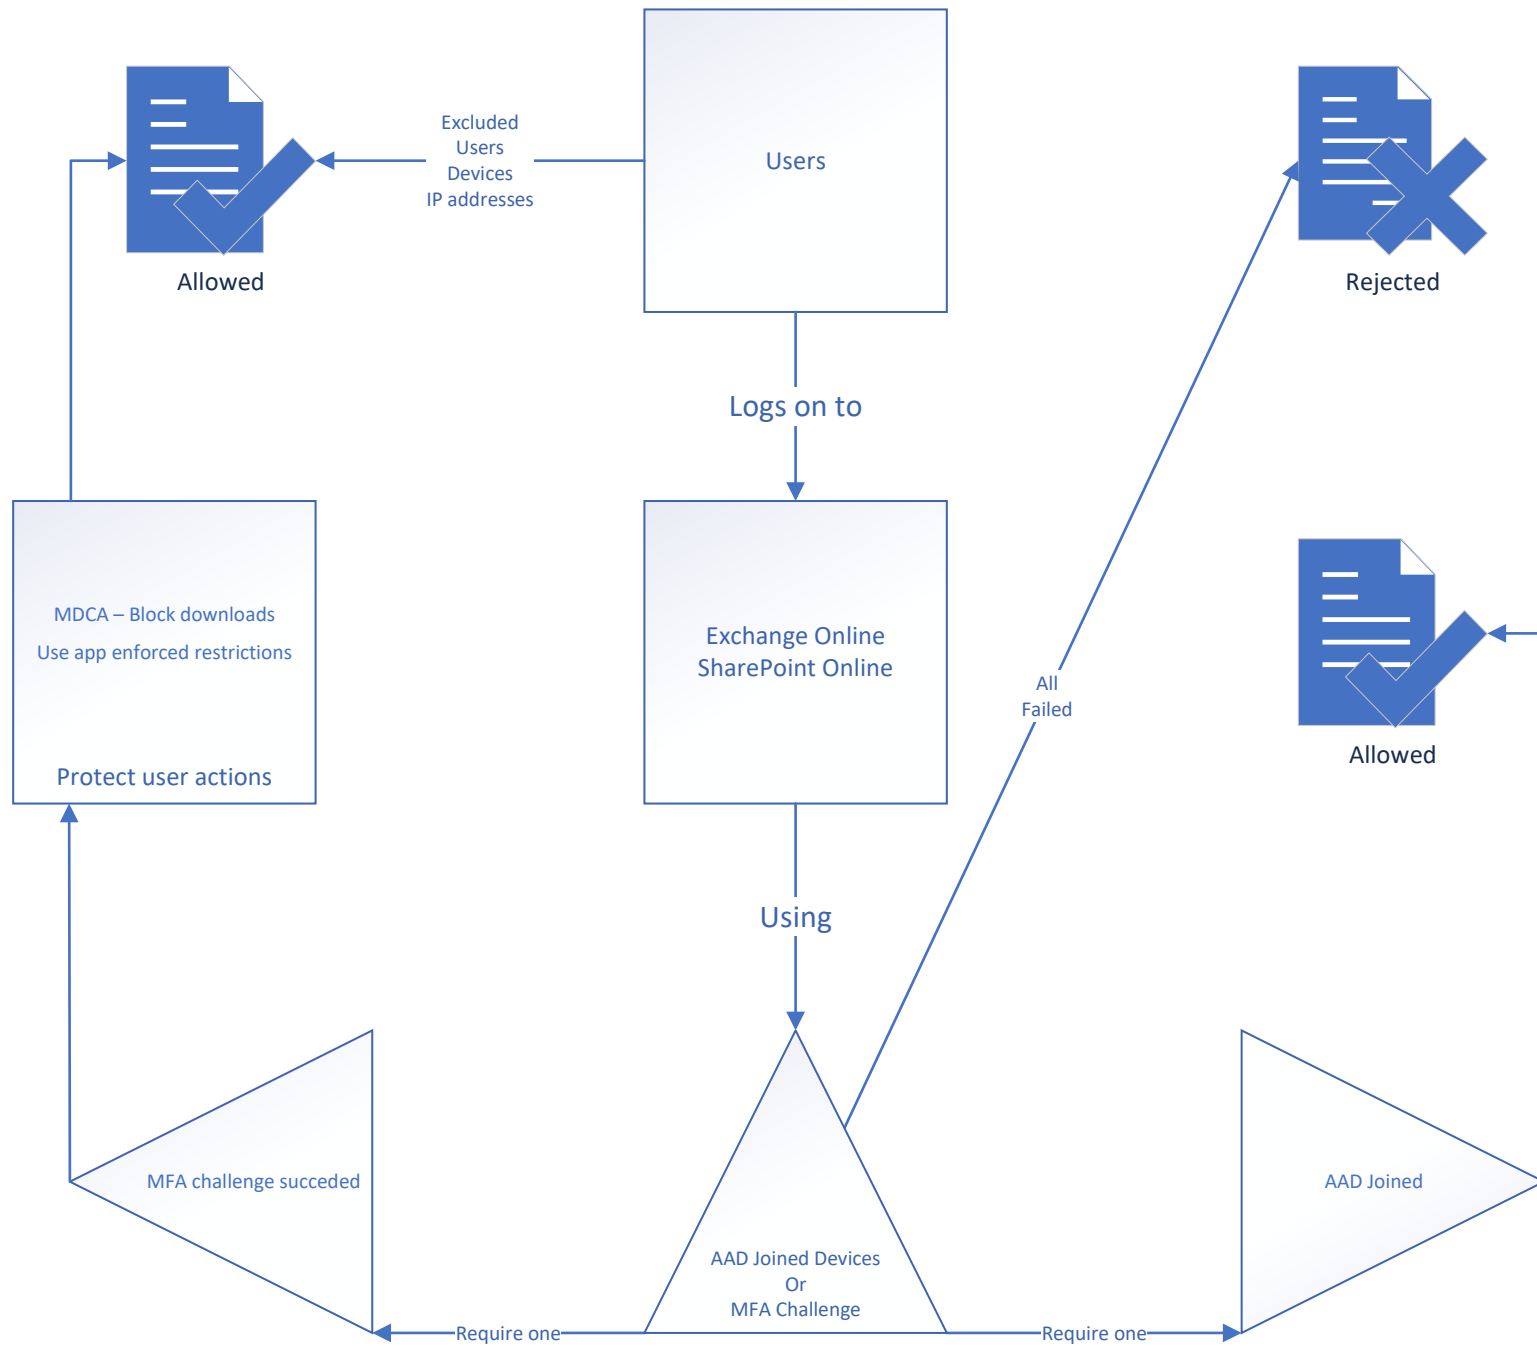 Excluded
Users
Devices
IP addresses
Users
Allowed
Rejected
Logs on to
MDCA – Block downloads
Use app enforced restrictions
Protect user actions
Exchange Online
SharePoint Online
All
Failed
Allowed
Using
MFA challenge succeded
AAD Joined Devices
Or
MFA Challenge
AAD Joined
Require one
Require one